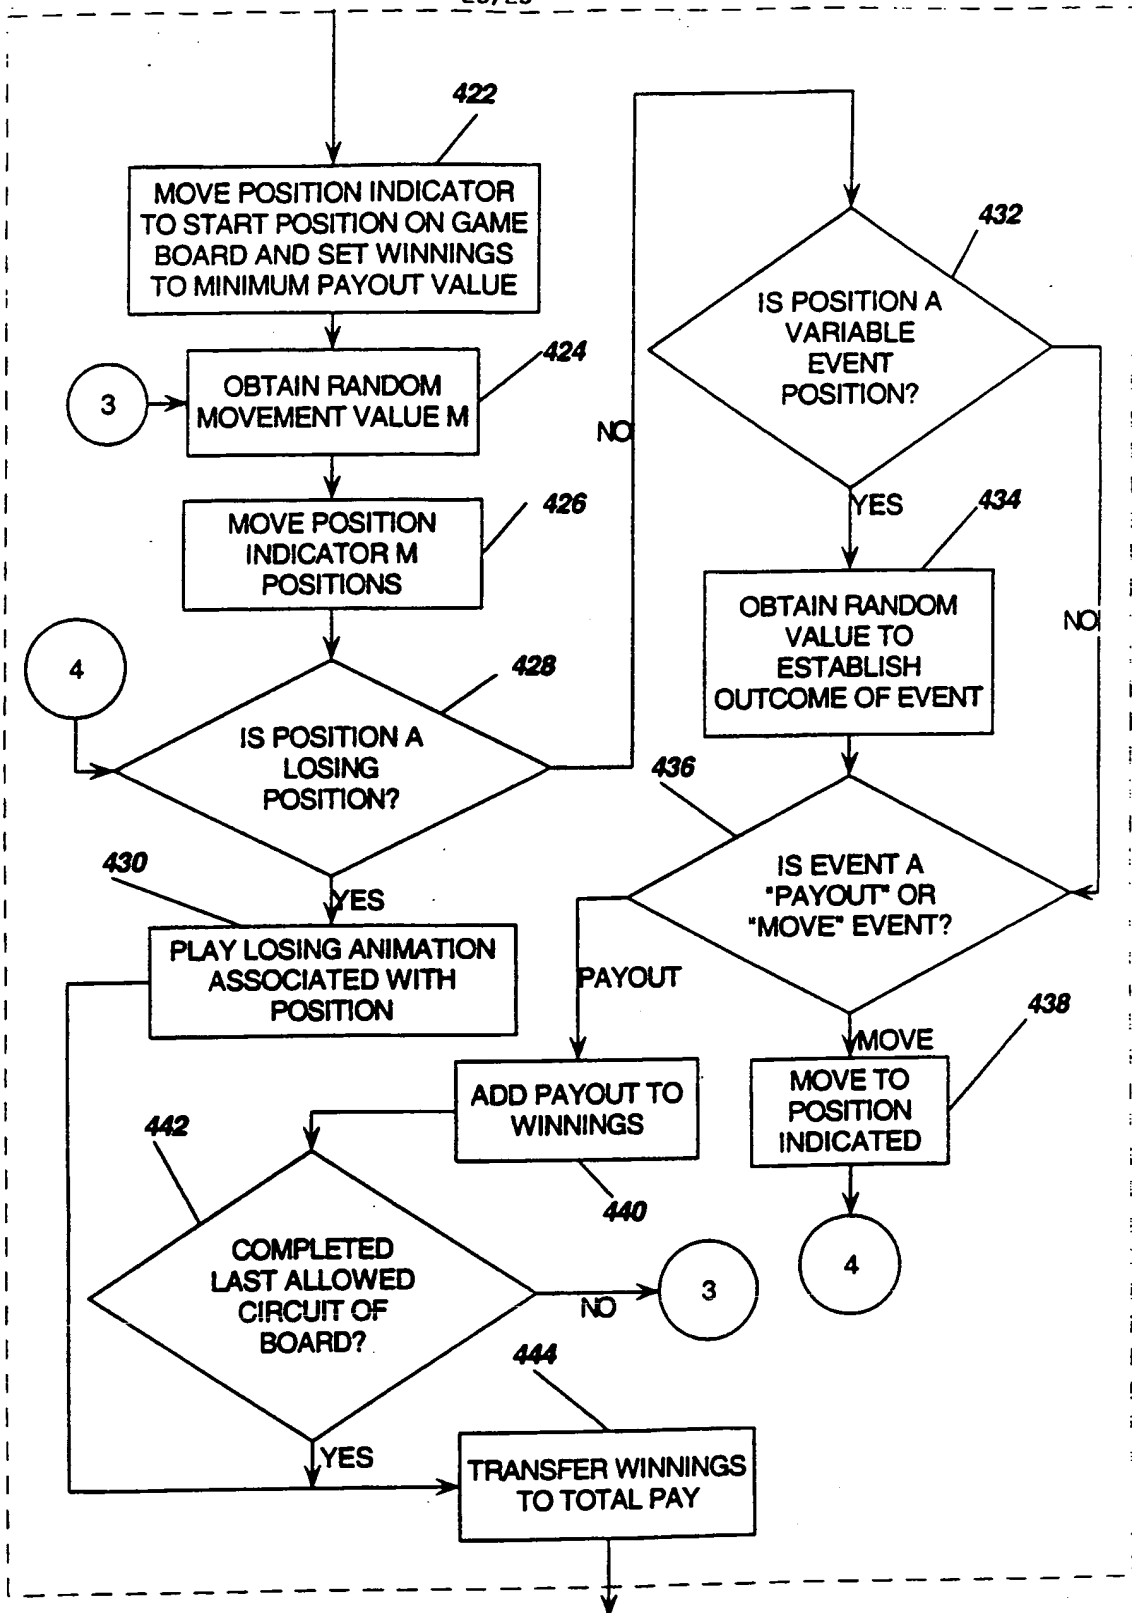 422
MOVE POSITION INDICATOR
TO START POSITION ON GAME
BOARD AND SET WINNINGS
TO MINIMUM PAYOUT VALUE
424
3
OBTAIN RANDOM
MOVEMENT VALUE M
426
MOVE POSITION
INDICATOR M
POSITIONS
4
428
IS POSITION A
LOSING
POSITION?
NO
430
YES
PLAY LOSING ANIMATION
ASSOCIATED WITH
POSITION
432
IS POSITION A
VARIABLE
EVENT
POSITION?
YES
NO
434
OBTAIN RANDOM
VALUE TO
ESTABLISH
OUTCOME OF EVENT
436
IS EVENT A
"PAYOUT" OR
"MOVE" EVENT?
PAYOUT
MOVE
438
MOVE TO
POSITION
INDICATED
4
ADD PAYOUT TO
WINNINGS
440
442
COMPLETED
LAST ALLOWED
CIRCUIT OF
BOARD?
NO
3
YES
444
TRANSFER WINNINGS
TO TOTAL PAY